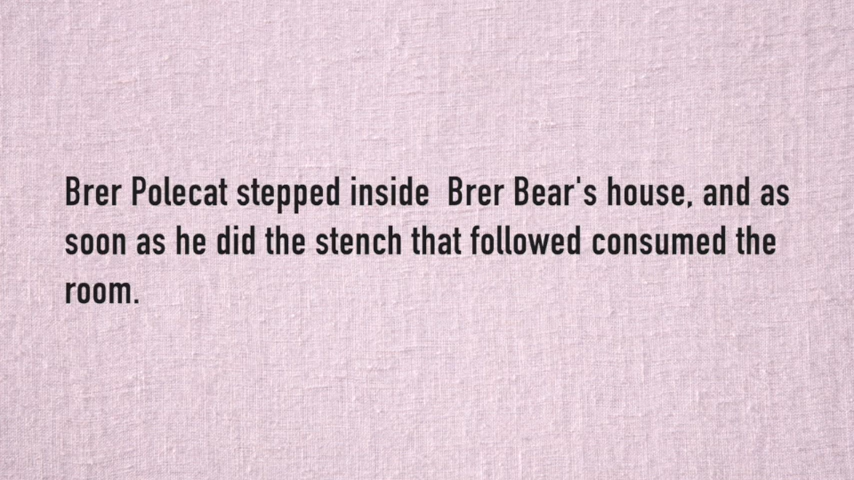 Brer Polecat stepped inside  Brer Bear's house, and as
soon as he did the stench that followed consumed the
room.